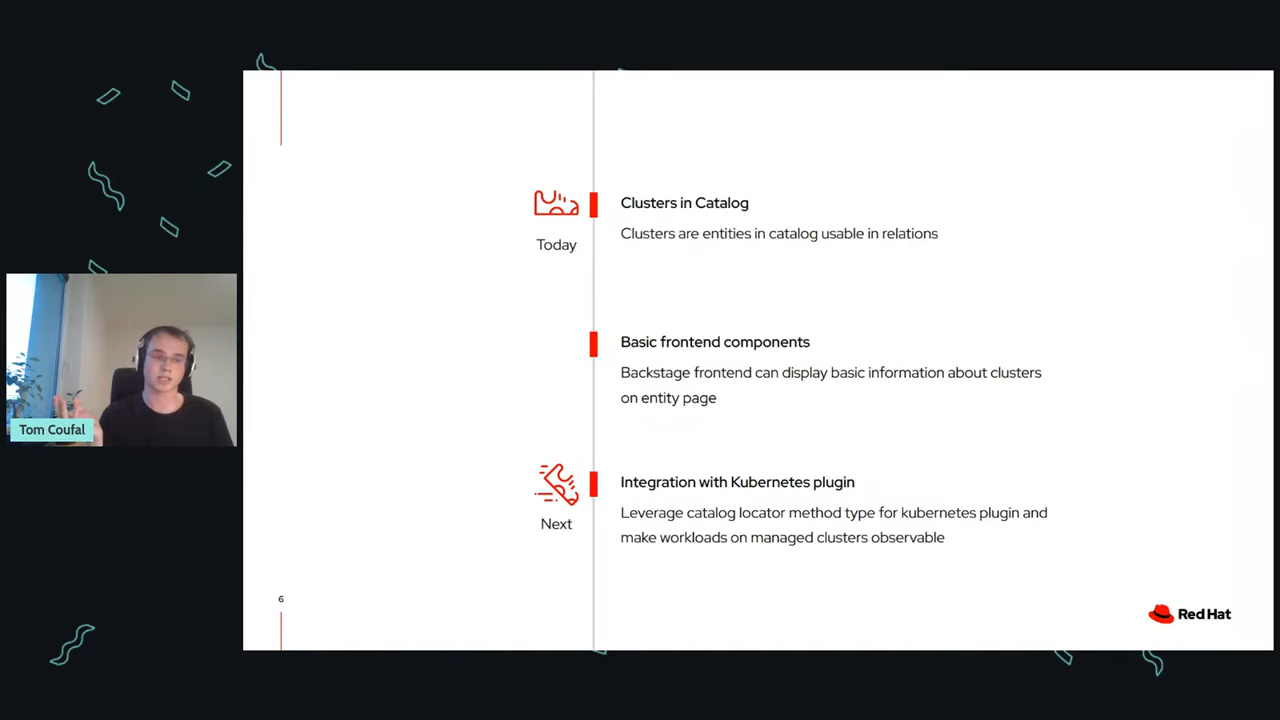 Clusters in Catalog
Today
Clusters are entities in catalog usable in relations
Basic frontend components
Backstage frontend can display basic information about clusters
on entity page
Tom Coufal
Integration with Kubernetes plugin
Next
Leverage catalog locator method type for kubernetes plugin and
make workloads on managed clusters observable
6
Red Hat